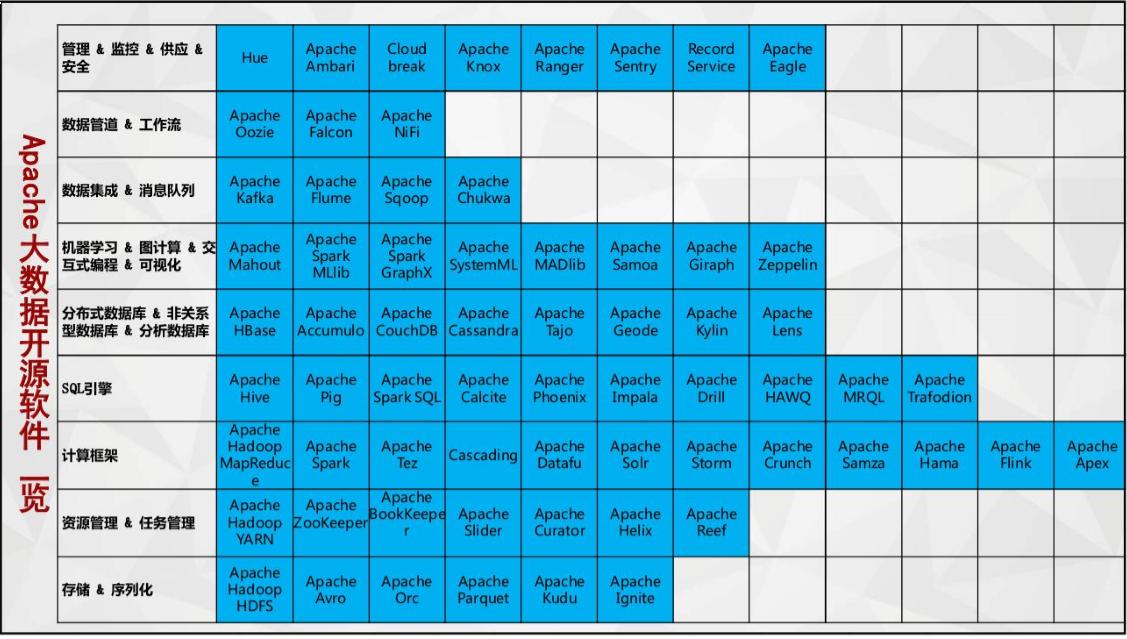 Apache大数据开源软件一览
管理 & 监控 & 供应 &
安全
Hue
Apache
Ambari
Cloud
break
Apache
Knox
Apache
Ranger
Apache
Sentry
Record
Service
Apache
Eagle
数据管道 & 工作流
Apache
Oozie
Apache
Falcon
Apache
NiFi
数据集成 & 消息队列
Apache
Kafka
Apache
Flume
Apache
Sqoop
Apache
Chukwa
机器学习 & 图计算 & 交
互式编程 & 可视化
Apache
Mahout
Apache
Spark
MLlib
Apache
Spark
GraphX
Apache
SystemML
Apache
MADlib
Apache
Samoa
Apache
Giraph
Apache
Zeppelin
分布式数据库 & 非关系
型数据库 & 分析数据库
Apache
HBase
Apache
Accumulo
Apache
CouchDB
Apache
Cassandra
Apache
Tajo
Apache
Geode
Apache
Kylin
Apache
Lens
SQL引擎
Apache
Hive
Apache
Pig
Apache
Spark SQL
Apache
Calcite
Apache
Phoenix
Apache
Impala
Apache
Drill
Apache
HAWQ
Apache
MRQL
Apache
Trafodion
计算框架
Apache
Hadoop
MapReduc
e
Apache
Spark
Apache
Tez
Cascading
Apache
Datafu
Apache
Solr
Apache
Storm
Apache
Crunch
Apache
Samza
Apache
Hama
Apache
Flink
Apache
Apex
资源管理 & 任务管理
Apache
Hadoop
YARN
Apache
ZooKeeper
Apache
BookKeepe
r
Apache
Slider
Apache
Curator
Apache
Helix
Apache
Reef
存储 & 序列化
Apache
Hadoop
HDFS
Apache
Avro
Apache
Orc
Apache
Parquet
Apache
Kudu
Apache
Ignite